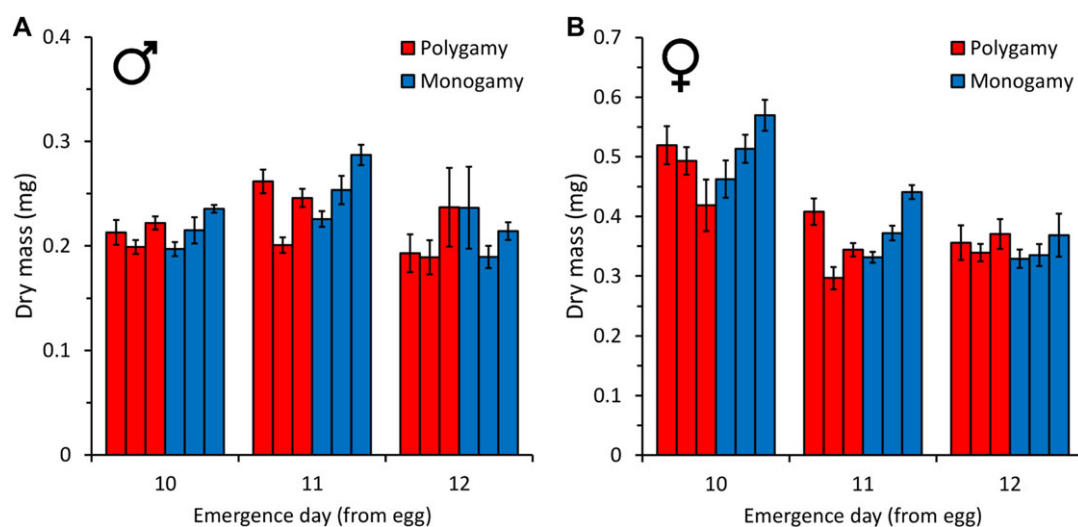 A
Polygamy
Monogamy
0.4
0.3
0.2
0.1
0
Dry mass (mg)
10 11 12
Emergence day (from egg)
B
Polygamy
Monogamy
0.7
0.6
0.5
0.4
0.3
0.2
0.1
0
Dry mass (mg)
10 11 12
Emergence day (from egg)